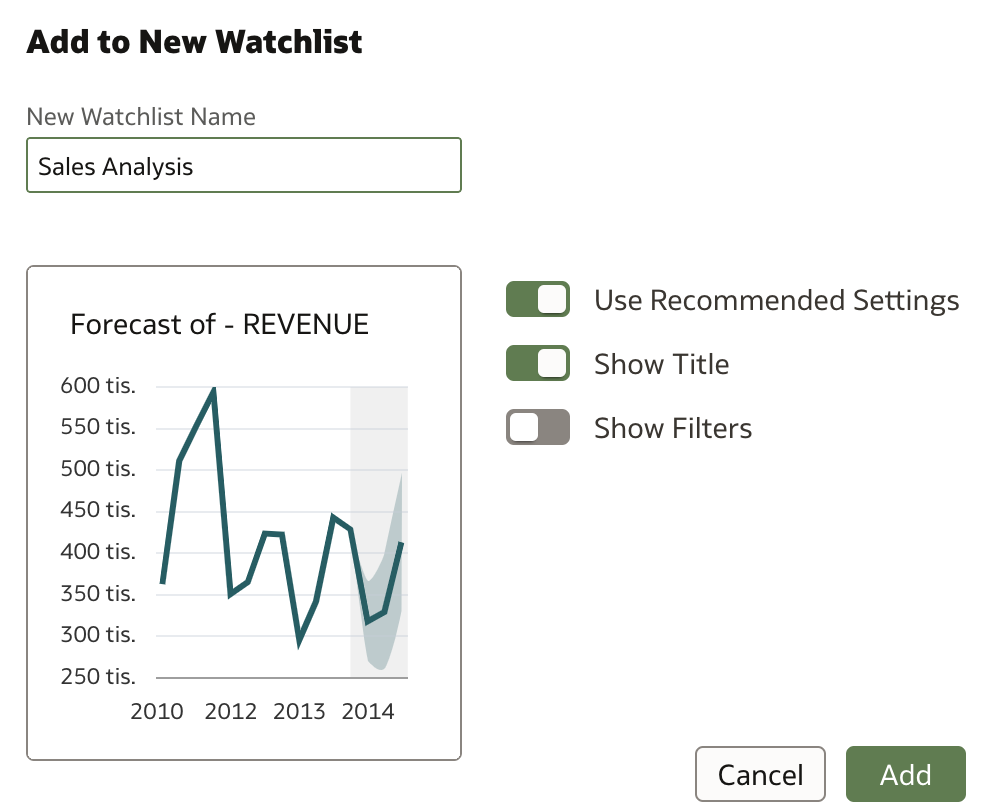 Add to New Watchlist
New Watchlist Name
Sales Analysis
Forecast of - REVENUE
600 tis.
550 tis.
500 tis.
450 tis.
400 tis.
350 tis.
300 tis.
250 tis.
2010 2012 2013 2014
Use Recommended Settings
Show Title
Show Filters
Cancel Add